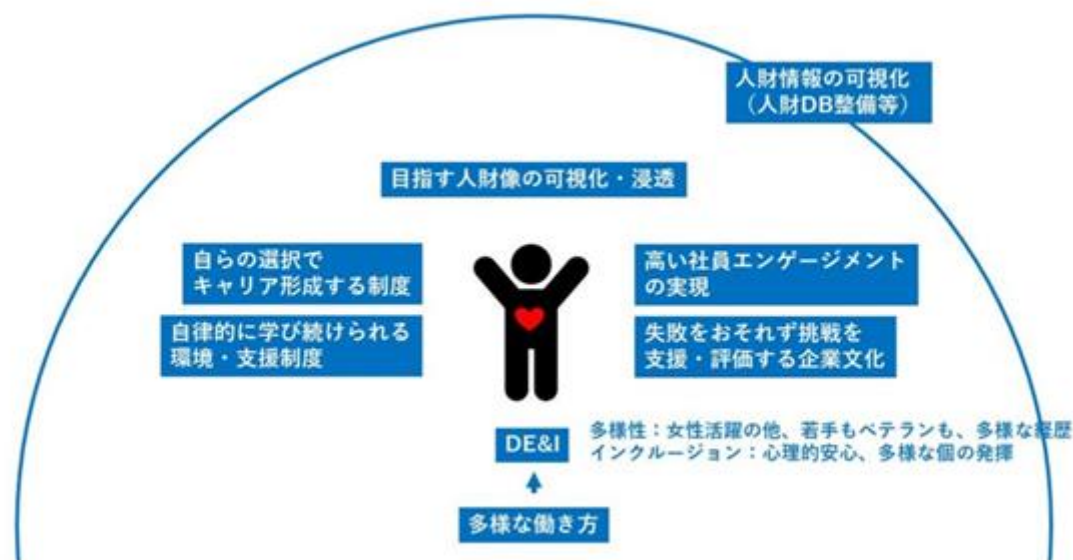 人財情報の可視化
（人財DB整備等）
目指す人財像の可視化・浸透
自らの選択で
キャリア形成する制度
高い社員エンゲージメント
の実現
自律的に学び続けられる
環境・支援制度
失敗をおそれず挑戦を
支援・評価する企業文化
DE&I
多様性：女性活躍の他、若手もベテランも、多様な経歴
インクルージョン：心理的安心、多様な個の発揮
多様な働き方